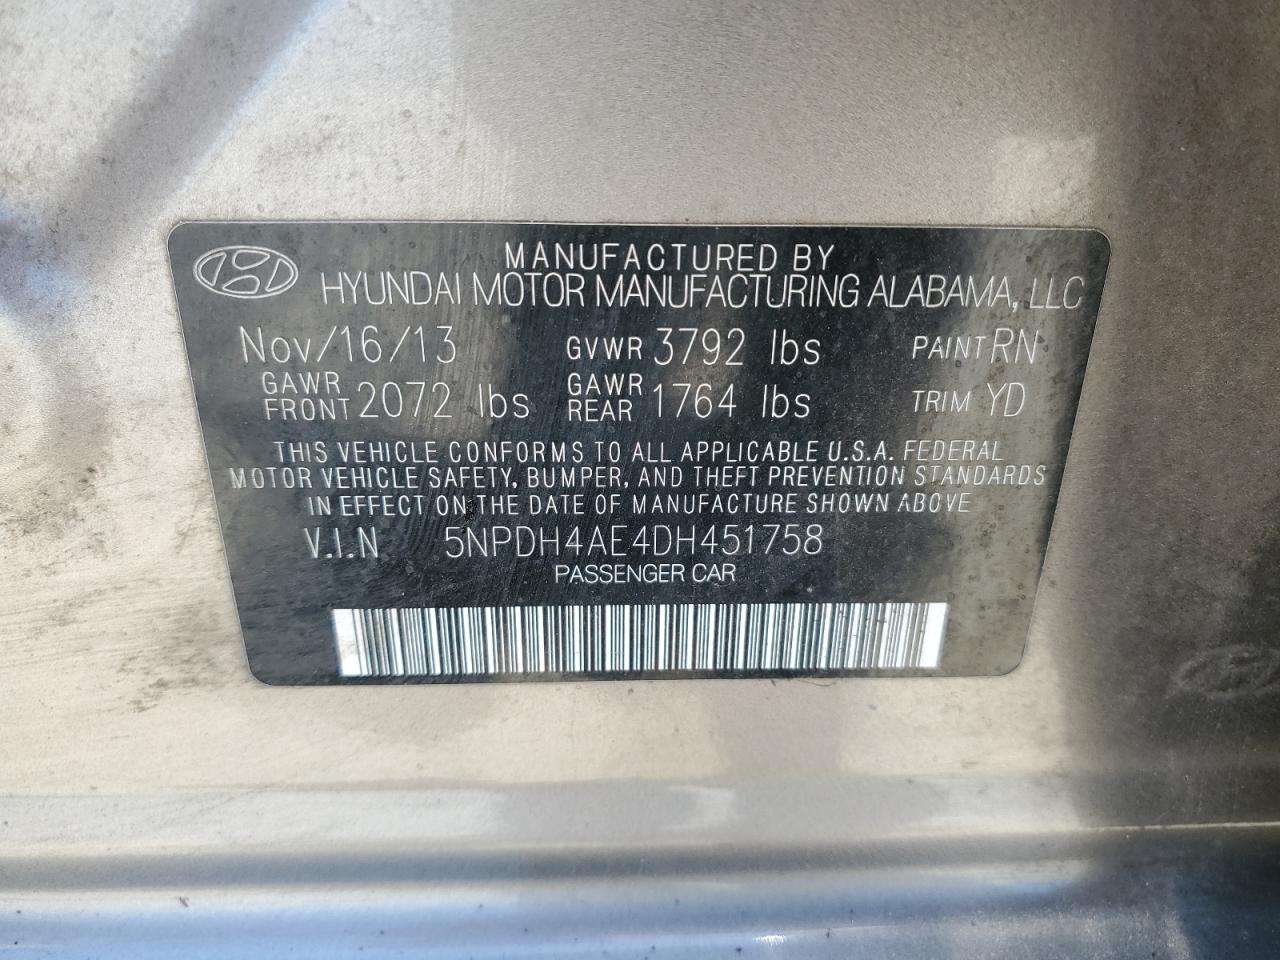 MANUFACTURED BY
HYUNDAI MOTOR MANUFACTURING ALABAMA, LLC
Nov/16/13 GVWR 3792 lbs PAINT RN
GAWR FRONT 2072 lbs GAWR REAR 1764 lbs TRIM YD
THIS VEHICLE CONFORMS TO ALL APPLICABLE U.S.A. FEDERAL
MOTOR VEHICLE SAFETY, BUMPER, AND THEFT PREVENTION STANDARDS
IN EFFECT ON THE DATE OF MANUFACTURE SHOWN ABOVE
V.I.N 5NPDH4AE4DH451758
PASSENGER CAR